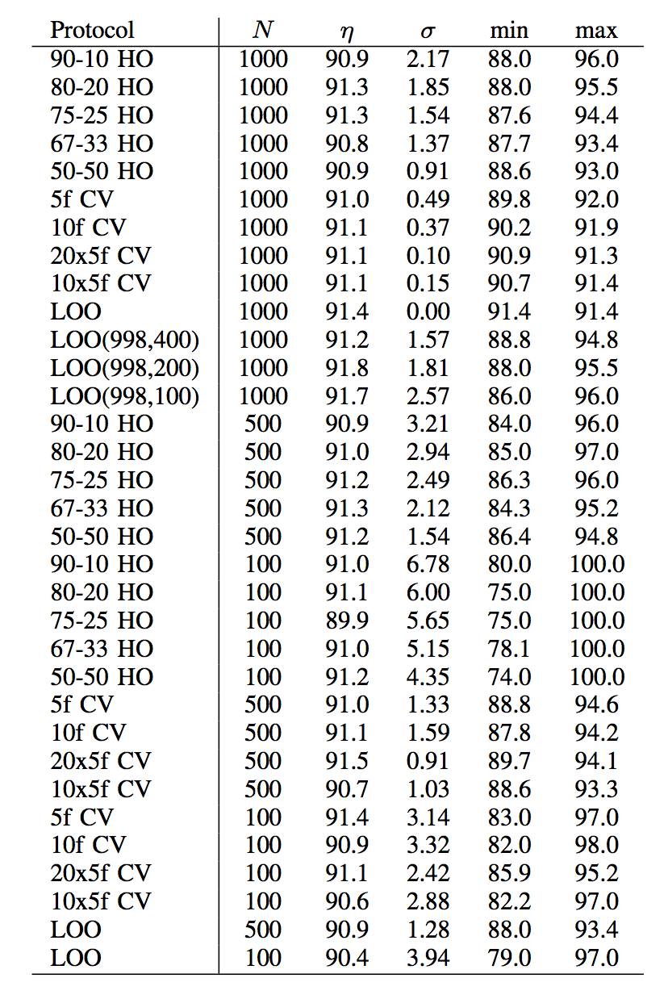 Protocol N η σ min max
90-10 HO 1000 90.9 2.17 88.0 96.0
80-20 HO 1000 91.3 1.85 88.0 95.5
75-25 HO 1000 91.3 1.54 87.6 94.4
67-33 HO 1000 90.8 1.37 87.7 93.4
50-50 HO 1000 90.9 0.91 88.6 93.0
5f CV 1000 91.0 0.49 89.8 92.0
10f CV 1000 91.1 0.37 90.2 91.9
20x5f CV 1000 91.1 0.10 90.9 91.3
10x5f CV 1000 91.1 0.15 90.7 91.4
LOO 1000 91.4 0.00 91.4 91.4
LOO(998,400) 1000 91.2 1.57 88.8 94.8
LOO(998,200) 1000 91.8 1.81 88.0 95.5
LOO(998,100) 1000 91.7 2.57 86.0 96.0
90-10 HO 500 90.9 3.21 84.0 96.0
80-20 HO 500 91.0 2.94 85.0 97.0
75-25 HO 500 91.2 2.49 86.3 96.0
67-33 HO 500 91.3 2.12 84.3 95.2
50-50 HO 500 91.2 1.54 86.4 94.8
90-10 HO 100 91.0 6.78 80.0 100.0
80-20 HO 100 91.1 6.00 75.0 100.0
75-25 HO 100 89.9 5.65 75.0 100.0
67-33 HO 100 91.0 5.15 78.1 100.0
50-50 HO 100 91.2 4.35 74.0 100.0
5f CV 500 91.0 1.33 88.8 94.6
10f CV 500 91.1 1.59 87.8 94.2
20x5f CV 500 91.5 0.91 89.7 94.1
10x5f CV 500 90.7 1.03 88.6 93.3
5f CV 100 91.4 3.14 83.0 97.0
10f CV 100 90.9 3.32 82.0 98.0
20x5f CV 100 91.1 2.42 85.9 95.2
10x5f CV 100 90.6 2.88 82.2 97.0
LOO 500 90.9 1.28 88.0 93.4
LOO 100 90.4 3.94 79.0 97.0